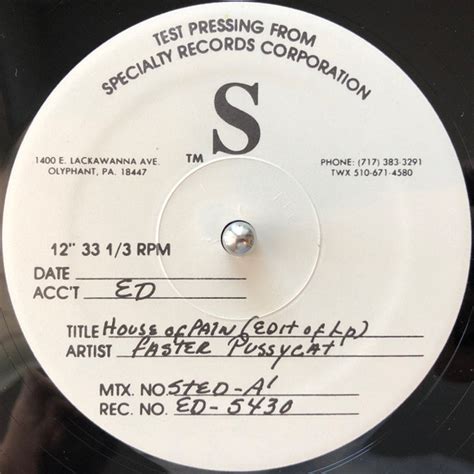 TEST PRESSING FROM
SPECIALTY RECORDS CORPORATION
S
TM
1400 E. LACKAWANNA AVE.
OLYPHANT, PA. 18447
PHONE: (717) 383-3291
TWX 510-671-4580
12" 33 1/3 RPM
DATE
ACC'T ED
TITLE HOUSE of PAIN (EDIT of Lp)
ARTIST FASTER PUSSYCAT
MTX. NO. STED-A'
REC. NO. ED-5430